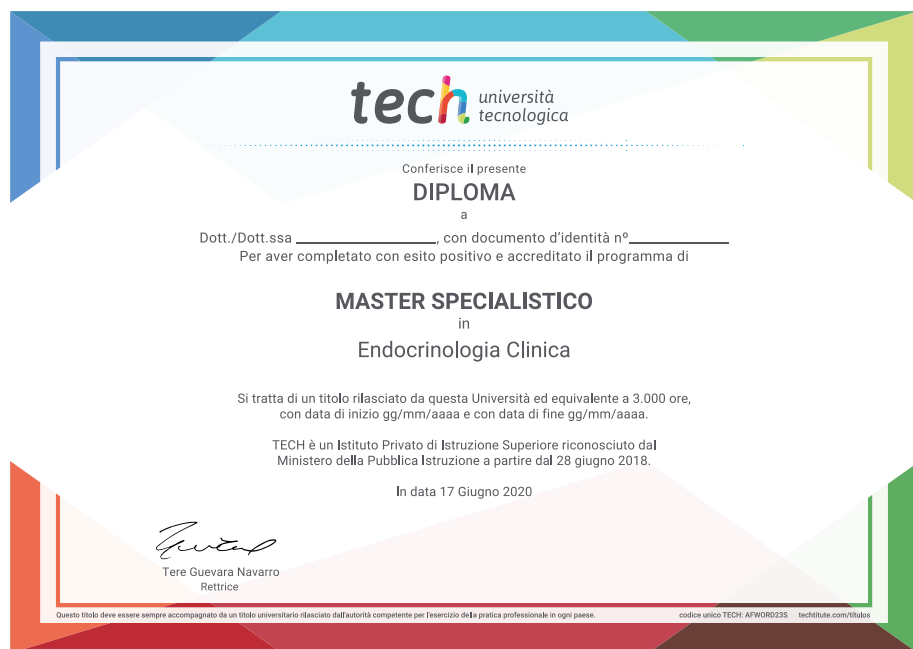 tech università
tecnologica
Conferisce il presente
DIPLOMA
a
Dott./Dott.ssa ________________, con documento d'identità nº____________
Per aver completato con esito positivo e accreditato il programma di
MASTER SPECIALISTICO
in
Endocrinologia Clinica
Si tratta di un titolo rilasciato da questa Università ed equivalente a 3.000 ore,
con data di inizio gg/mm/aaaa e con data di fine gg/mm/aaaa.
TECH è un Istituto Privato di Istruzione Superiore riconosciuto dal
Ministero della Pubblica Istruzione a partire dal 28 giugno 2018.
In data 17 Giugno 2020
Tere Guevara Navarro
Rettrice
Questo titolo deve essere sempre accompagnato da un titolo universitario rilasciato dall'autorità competente per l'esercizio della pratica professionale in ogni paese.
codice unico TECH: AFWORD23S techtitute.com/titulos